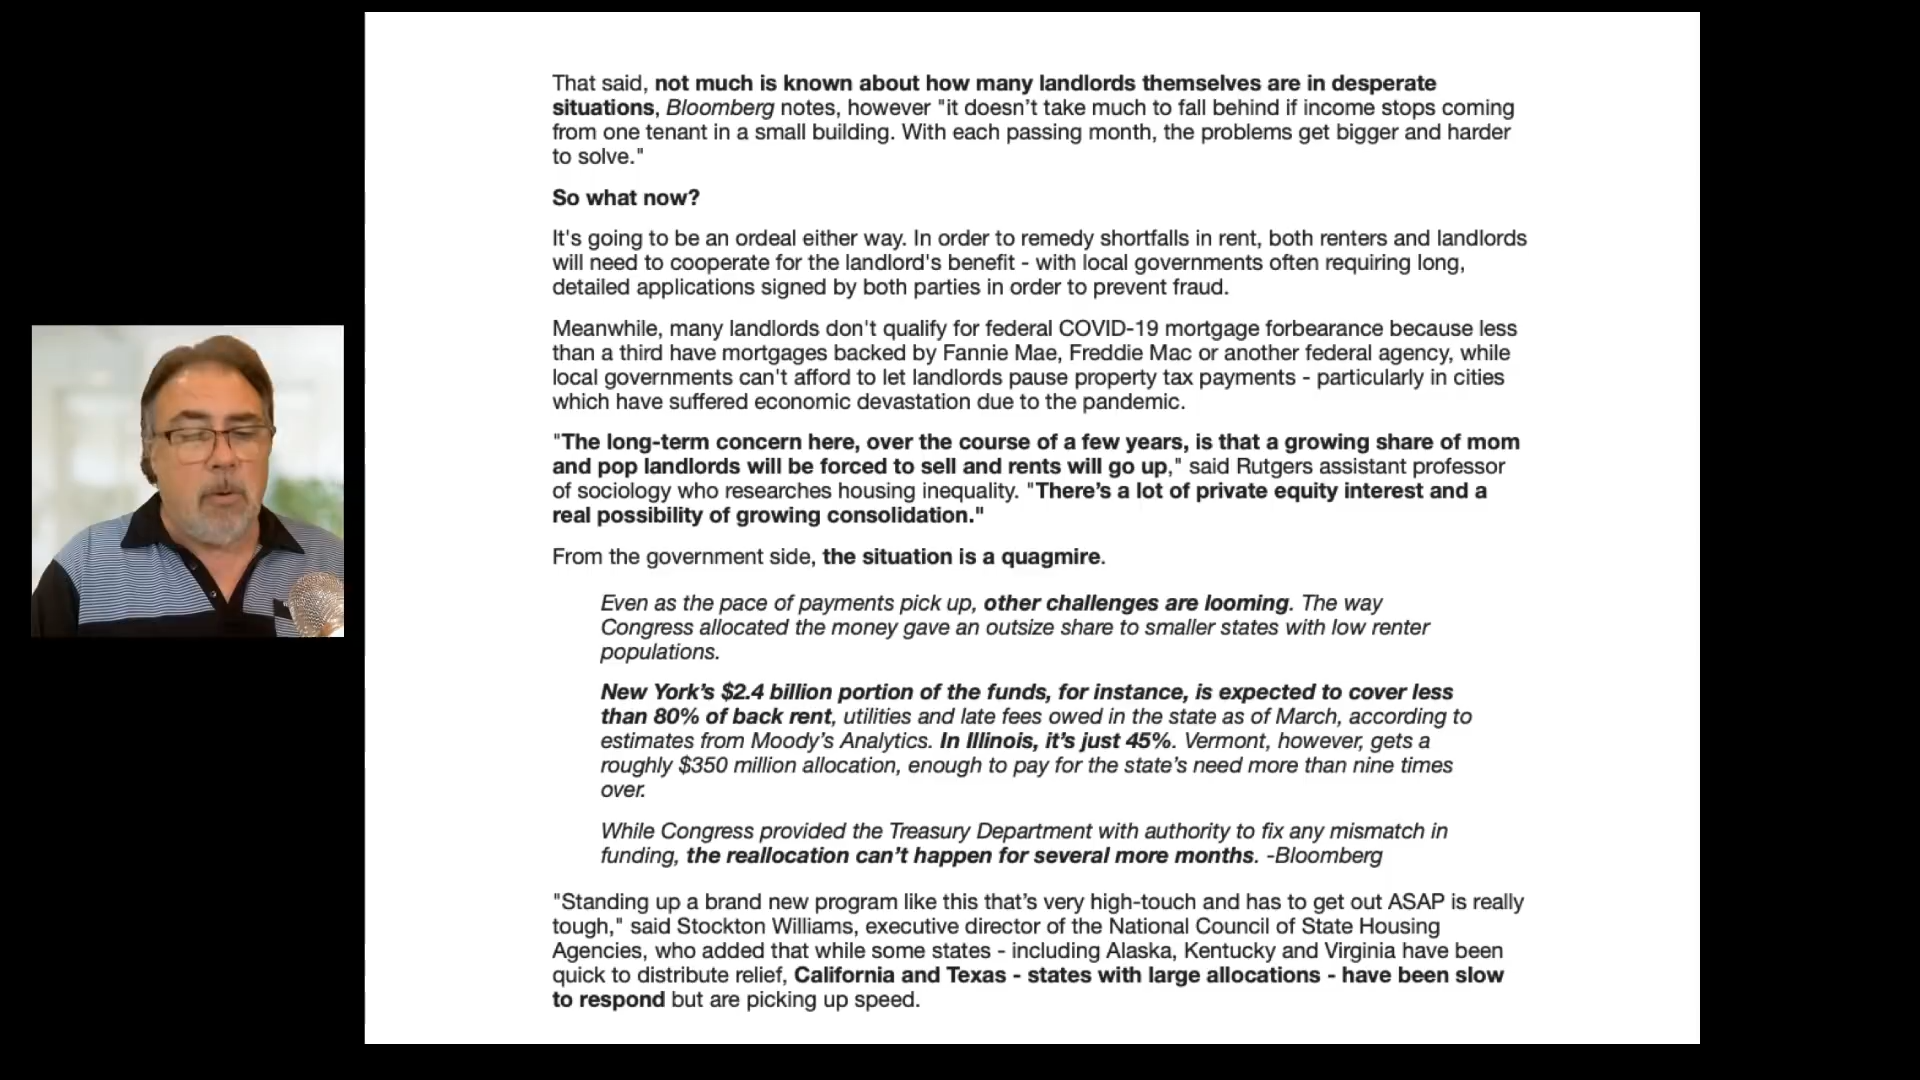 That said, not much is known about how many landlords themselves are in desperate
situations, Bloomberg notes, however "it doesn’t take much to fall behind if income stops coming
from one tenant in a small building. With each passing month, the problems get bigger and harder
to solve."
So what now?
It's going to be an ordeal either way. In order to remedy shortfalls in rent, both renters and landlords
will need to cooperate for the landlord's benefit - with local governments often requiring long,
detailed applications signed by both parties in order to prevent fraud.
Meanwhile, many landlords don't qualify for federal COVID-19 mortgage forbearance because less
than a third have mortgages backed by Fannie Mae, Freddie Mac or another federal agency, while
local governments can't afford to let landlords pause property tax payments - particularly in cities
which have suffered economic devastation due to the pandemic.
"The long-term concern here, over the course of a few years, is that a growing share of mom
and pop landlords will be forced to sell and rents will go up," said Rutgers assistant professor
of sociology who researches housing inequality. "There’s a lot of private equity interest and a
real possibility of growing consolidation."
From the government side, the situation is a quagmire.
Even as the pace of payments pick up, other challenges are looming. The way
Congress allocated the money gave an outsize share to smaller states with low renter
populations.
New York’s $2.4 billion portion of the funds, for instance, is expected to cover less
than 80% of back rent, utilities and late fees owed in the state as of March, according to
estimates from Moody’s Analytics. In Illinois, it’s just 45%. Vermont, however, gets a
roughly $350 million allocation, enough to pay for the state’s need more than nine times
over.
While Congress provided the Treasury Department with authority to fix any mismatch in
funding, the reallocation can’t happen for several more months. -Bloomberg
"Standing up a brand new program like this that’s very high-touch and has to get out ASAP is really
tough," said Stockton Williams, executive director of the National Council of State Housing
Agencies, who added that while some states - including Alaska, Kentucky and Virginia have been
quick to distribute relief, California and Texas - states with large allocations - have been slow
to respond but are picking up speed.